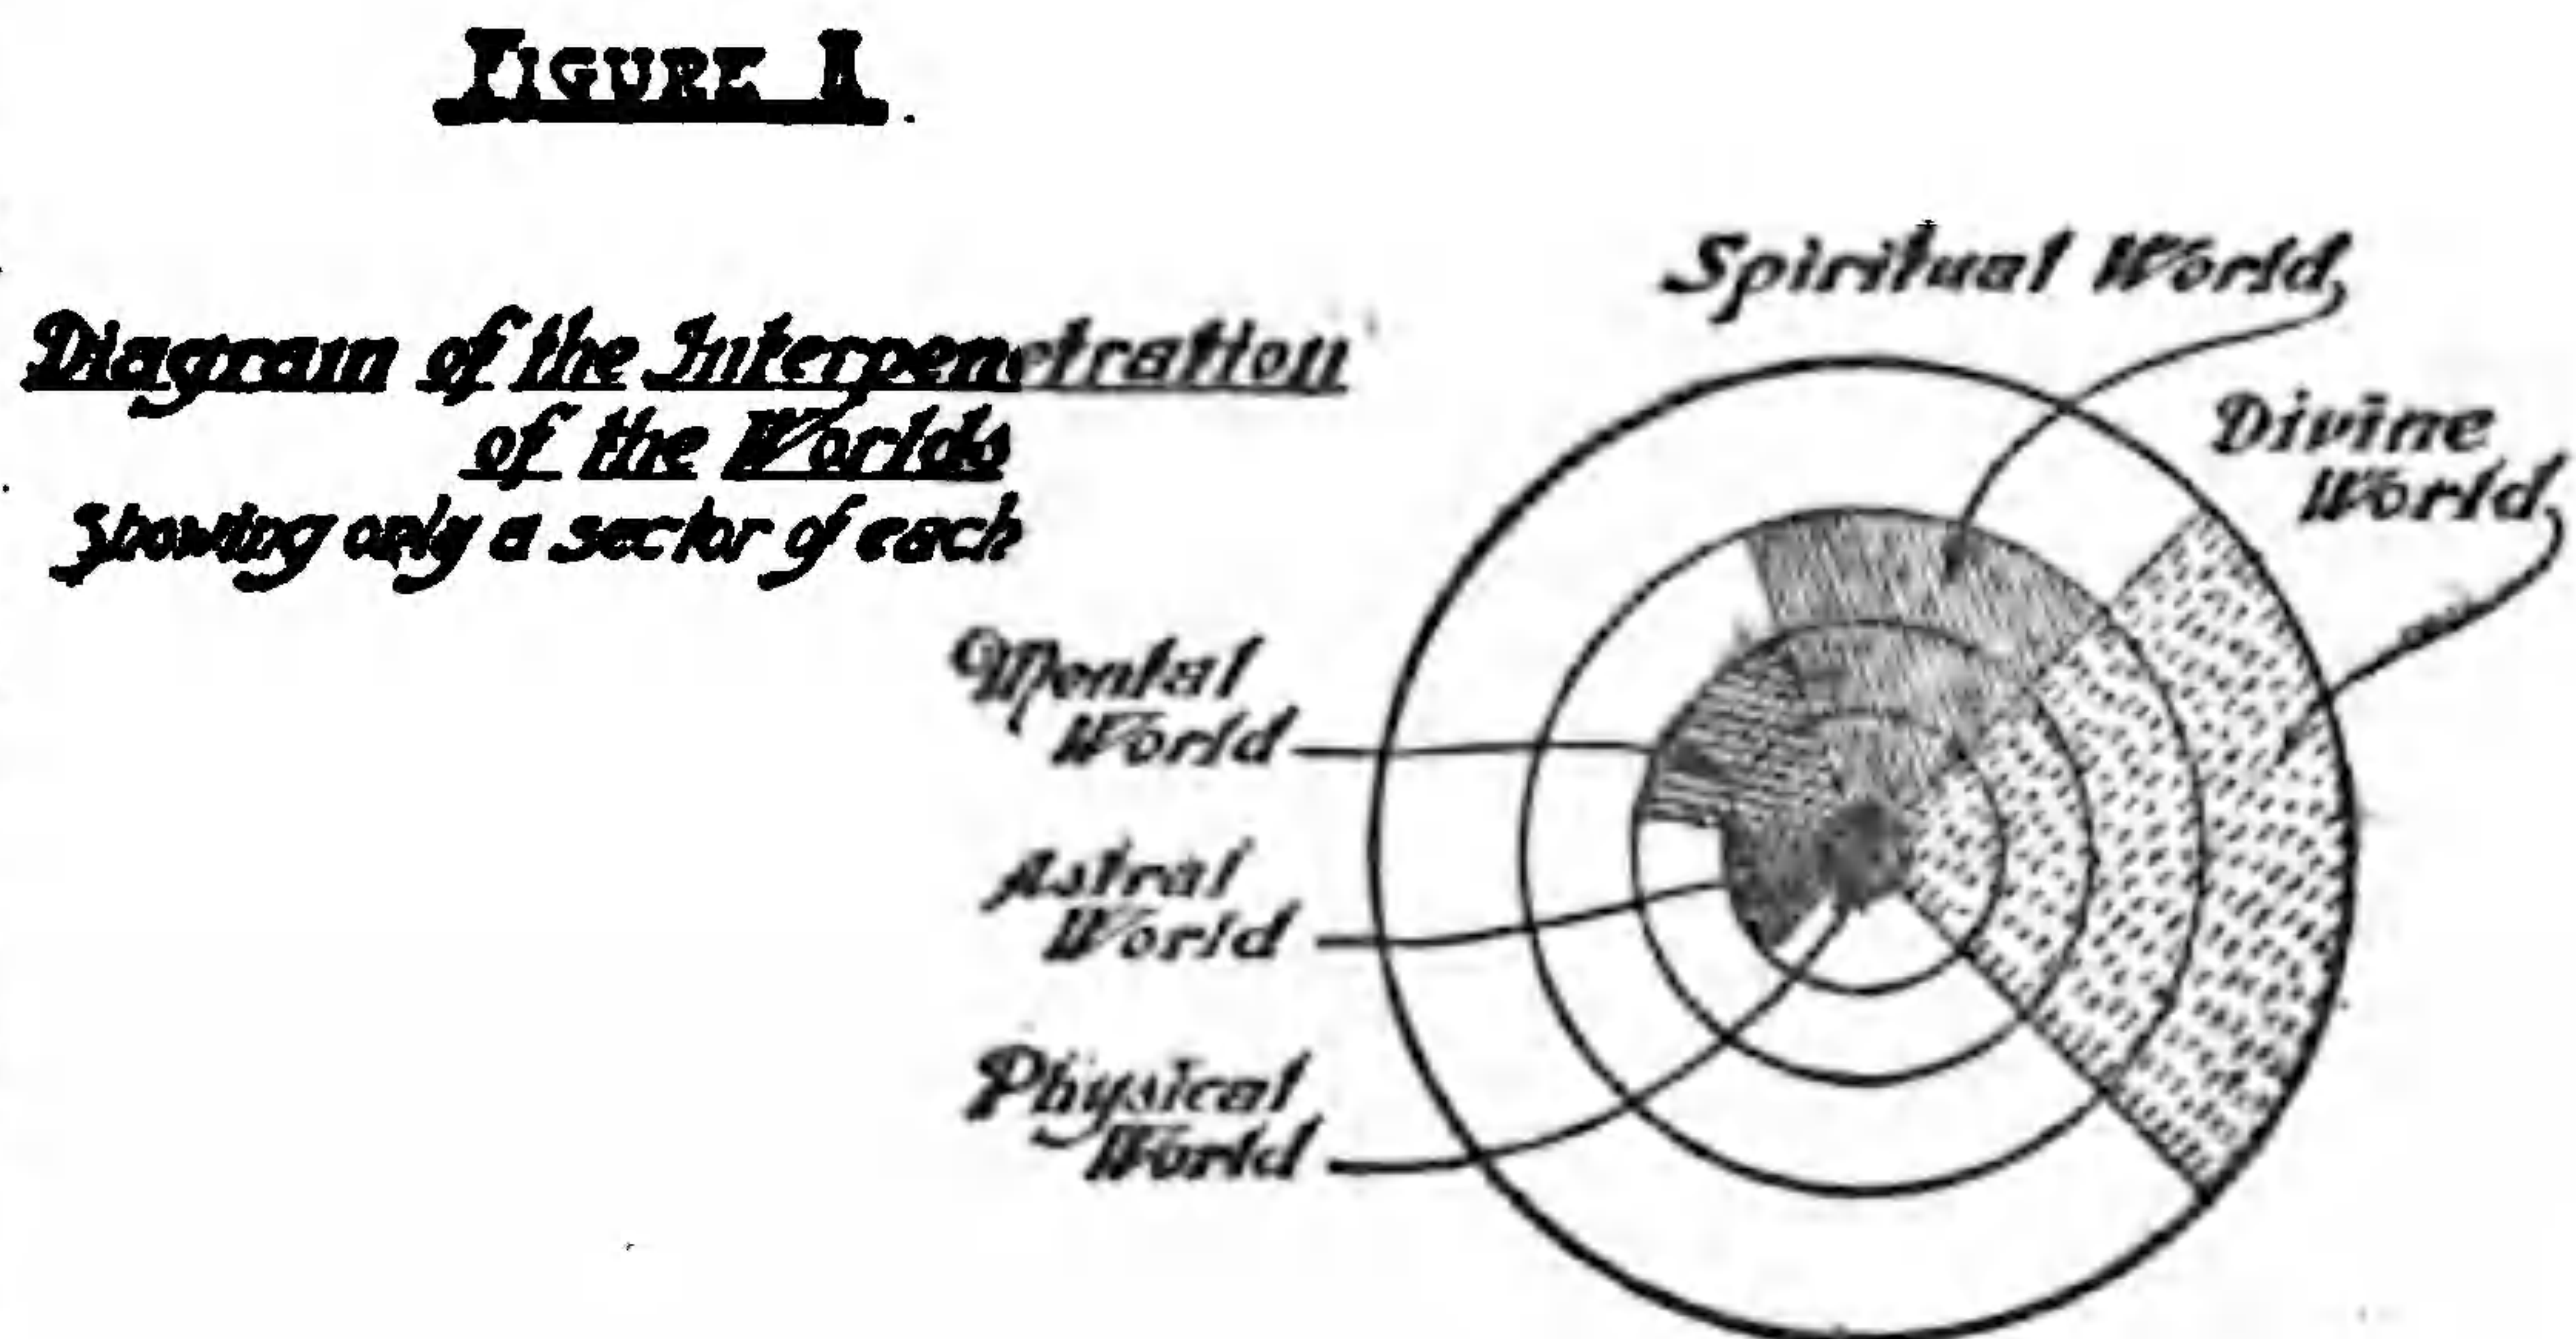 FIGURE I.
Diagram of the Interpenetration
of the Worlds
Showing only a sector of each
Spiritual World
Divine
World
Mental
World
Astral
World
Physical
World